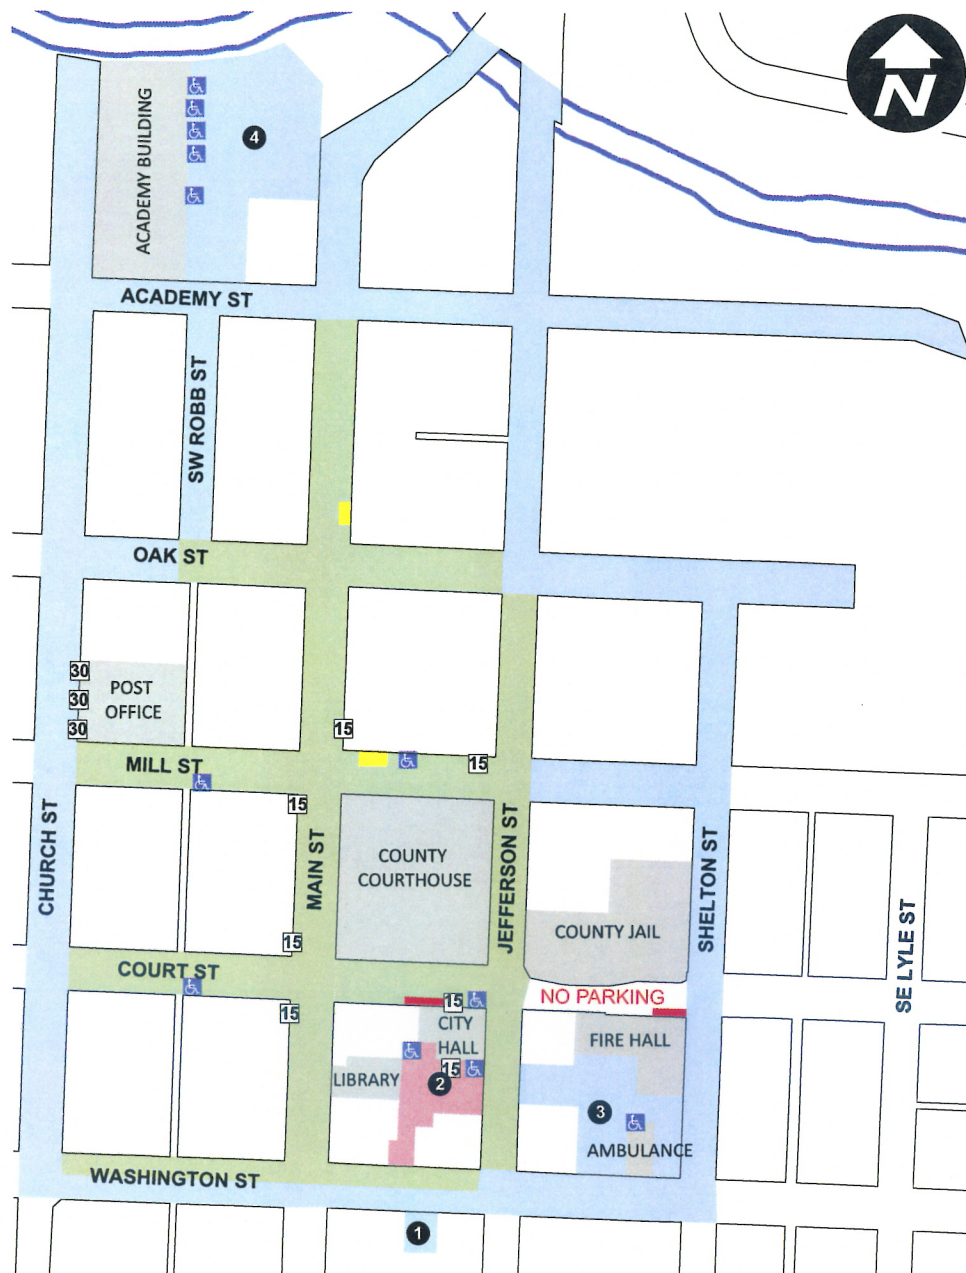 N
ACADEMY BUILDING
4
ACADEMY ST
SW ROBB ST
OAK ST
30
30
30
POST
OFFICE
15
15
MILL ST
15
CHURCH ST
MAIN ST
COUNTY
COURTHOUSE
JEFFERSON ST
SHELTON ST
SE LYLE ST
COUNTY JAIL
15
COURT ST
NO PARKING
15
15
CITY
HALL
FIRE HALL
15
LIBRARY
2
3
AMBULANCE
WASHINGTON ST
1